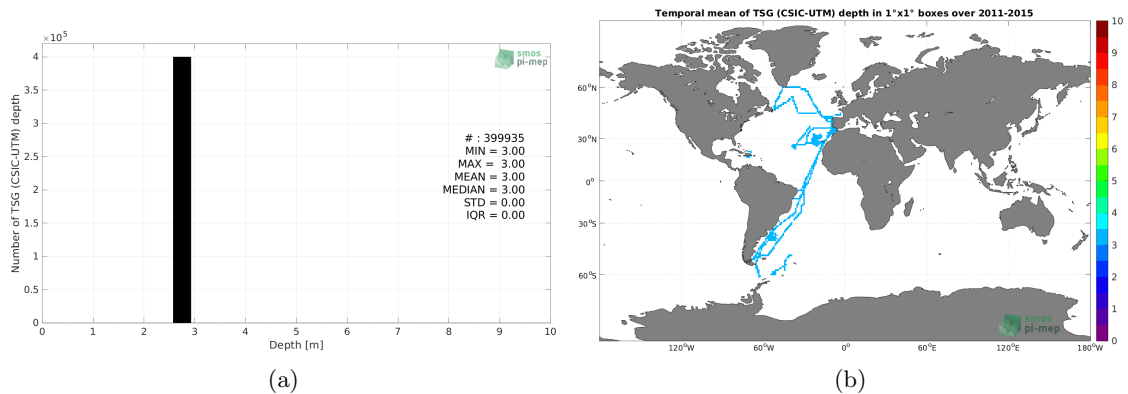 ×10⁵
4
3.5
3
2.5
2
1.5
1
0.5
0
0 1 2 3 4 5 6 7 8 9 10
Number of TSG (CSIC-UTM) depth
Depth [m]
smos
pi-mep
# : 399935
MIN = 3.00
MAX = 3.00
MEAN = 3.00
MEDIAN = 3.00
STD = 0.00
IQR = 0.00
(a)
Temporal mean of TSG (CSIC-UTM) depth in 1°x1° boxes over 2011-2015
60°N
30°N
0°
30°S
60°S
120°W 60°W 0° 60°E 120°E 180°W
smos
pi-mep
10
9
8
7
6
5
4
3
2
1
0
(b)